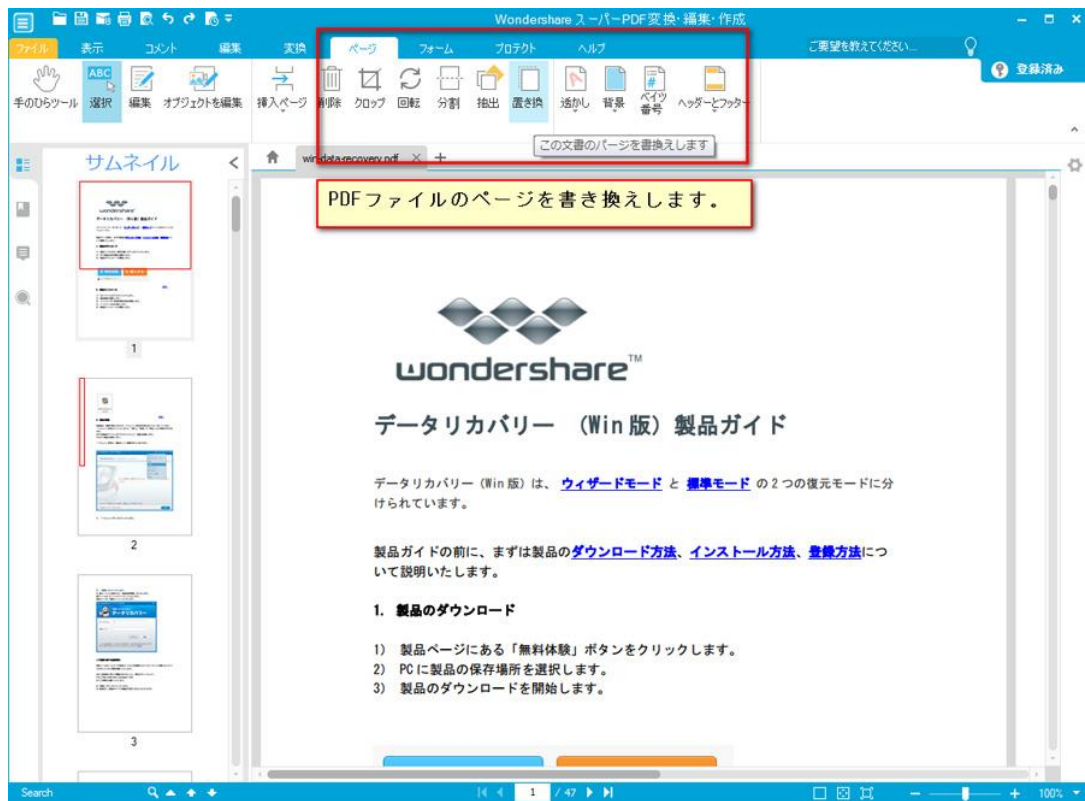 Wondershare スーパーPDF変換・編集・作成
ファイル 表示 コメント 編集 変換 ページ フォーム プロテクト ヘルプ ご要望を教えてください...
登録済み
ABC
手のひらツール 選択 編集 オブジェクトを編集 挿入ページ 削除 クロップ 回転 分割 抽出 置き換 透かし 背景 ベイツ番号 ヘッダーとフッター
この文書のページを書換えします
サムネイル
win-data-recovery.pdf
PDFファイルのページを書き換えします。
wondershare™
データリカバリー （Win版）製品ガイド
データリカバリー（Win版）は、 ウィザードモード と 標準モード の２つの復元モードに分
けられています。
製品ガイドの前に、まずは製品のダウンロード方法、インストール方法、登録方法につ
いて説明いたします。
1. 製品のダウンロード
1) 製品ページにある「無料体験」ボタンをクリックします。
2) PCに製品の保存場所を選択します。
3) 製品のダウンロードを開始します。
1
2
3
Search
1 / 47
100%